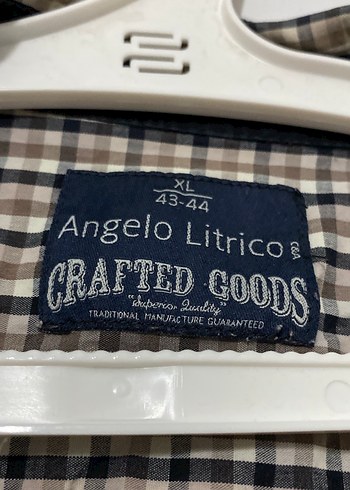 XL
43-44
Angelo Litrico C&A
CRAFTED GOODS
"Superior Quality"
TRADITIONAL MANUFACTURE GUARANTEED